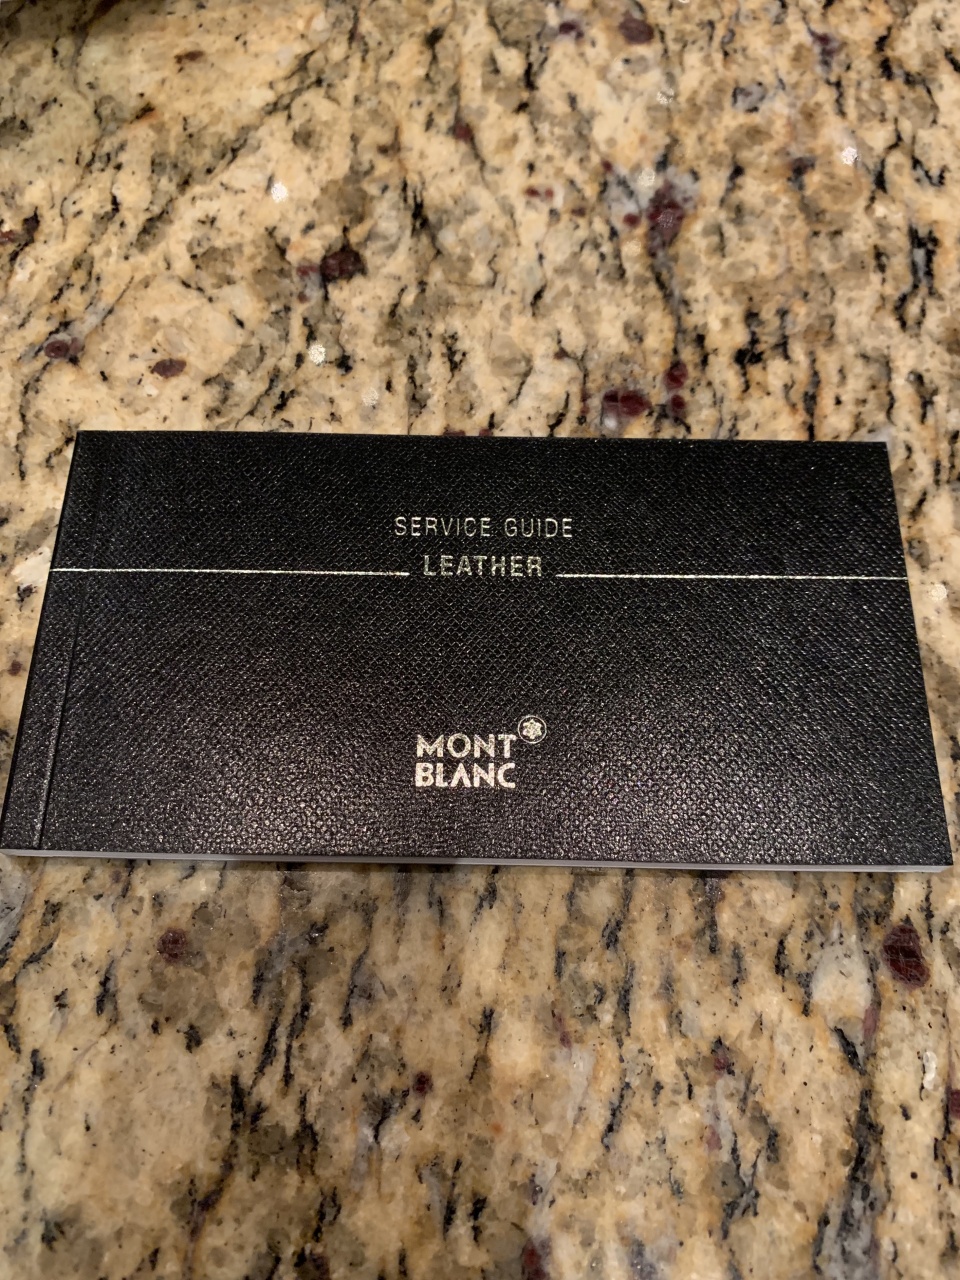 SERVICE GUIDE
LEATHER
MONT
BLANC